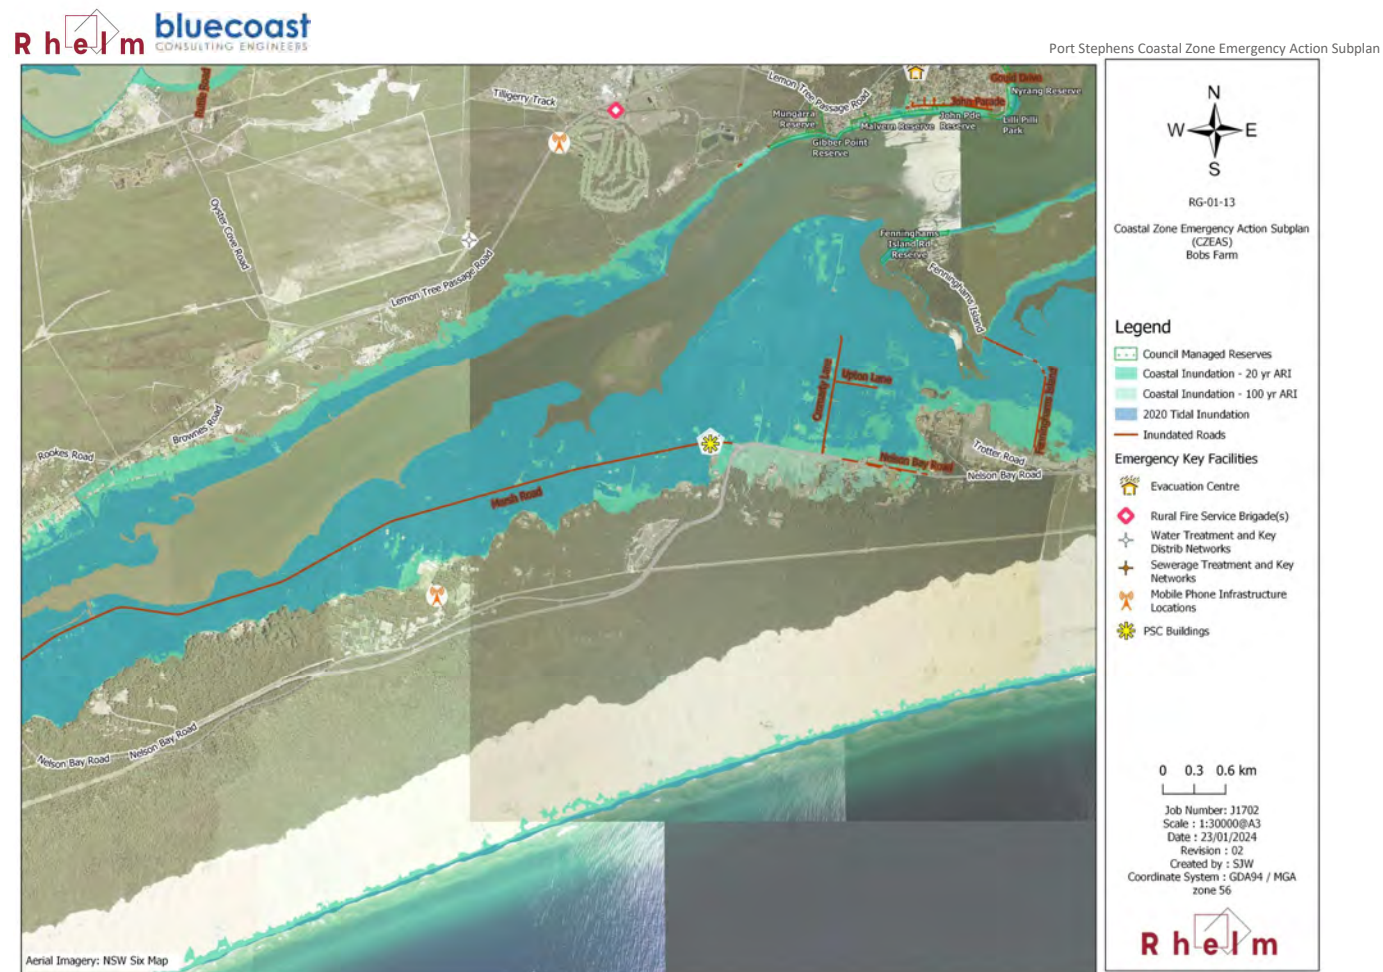 Rhelm
bluecoast
CONSULTING ENGINEERS
Port Stephens Coastal Zone Emergency Action Subplan
Tilligerry Track
Lemon Tree Passage Road
Gould Drive
Nyrang Reserve
John Parade
Mungarra
Reserve
Malvern Reserve
John Pde
Reserve
Lilli Pilli
Park
Gibber Point
Reserve
Oyster Cove Road
Fenninghams
Island Rd
Reserve
Fenninghams Island
Lemon Tree Passage Road
Upton Lane
Fenninghams Island
Brownes Road
Rookes Road
Trotter Road
Nelson Bay Road
Nelson Bay Road
Marsh Road
Nelson Bay Road
Nelson Bay Road
Aerial Imagery: NSW Six Map
N
W
E
S
RG-01-13
Coastal Zone Emergency Action Subplan
(CZEAS)
Bobs Farm
Legend
Council Managed Reserves
Coastal Inundation - 20 yr ARI
Coastal Inundation - 100 yr ARI
2020 Tidal Inundation
Inundated Roads
Emergency Key Facilities
Evacuation Centre
Rural Fire Service Brigade(s)
Water Treatment and Key
Distrib Networks
Sewerage Treatment and Key
Networks
Mobile Phone Infrastructure
Locations
PSC Buildings
0 0.3 0.6 km
Job Number: J1702
Scale : 1:30000@A3
Date : 23/01/2024
Revision : 02
Created by : SJW
Coordinate System : GDA94 / MGA
zone 56
Rhelm